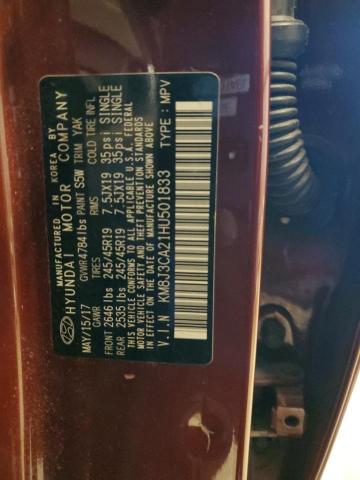 MANUFACTURED IN KOREA BY
HYUNDAI MOTOR COMPANY
MAY/15/17 GVWR 4784 lbs PAINT S5W TRIM YAK
GAWR TIRES RIMS COLD TIRE INFL
FRONT 2646 lbs 245/45R19 7.5JX19 35psi SINGLE
REAR 2535 lbs 245/45R19 7.5JX19 35psi SINGLE
THIS VEHICLE CONFORMS TO ALL APPLICABLE U.S.A. FEDERAL
MOTOR VEHICLE SAFETY, BUMPER, AND THEFT PREVENTION
STANDARDS IN EFFECT ON THE DATE OF MANUFACTURE SHOWN ABOVE
V.I.N KM8J3CA21HU501833 TYPE : MPV